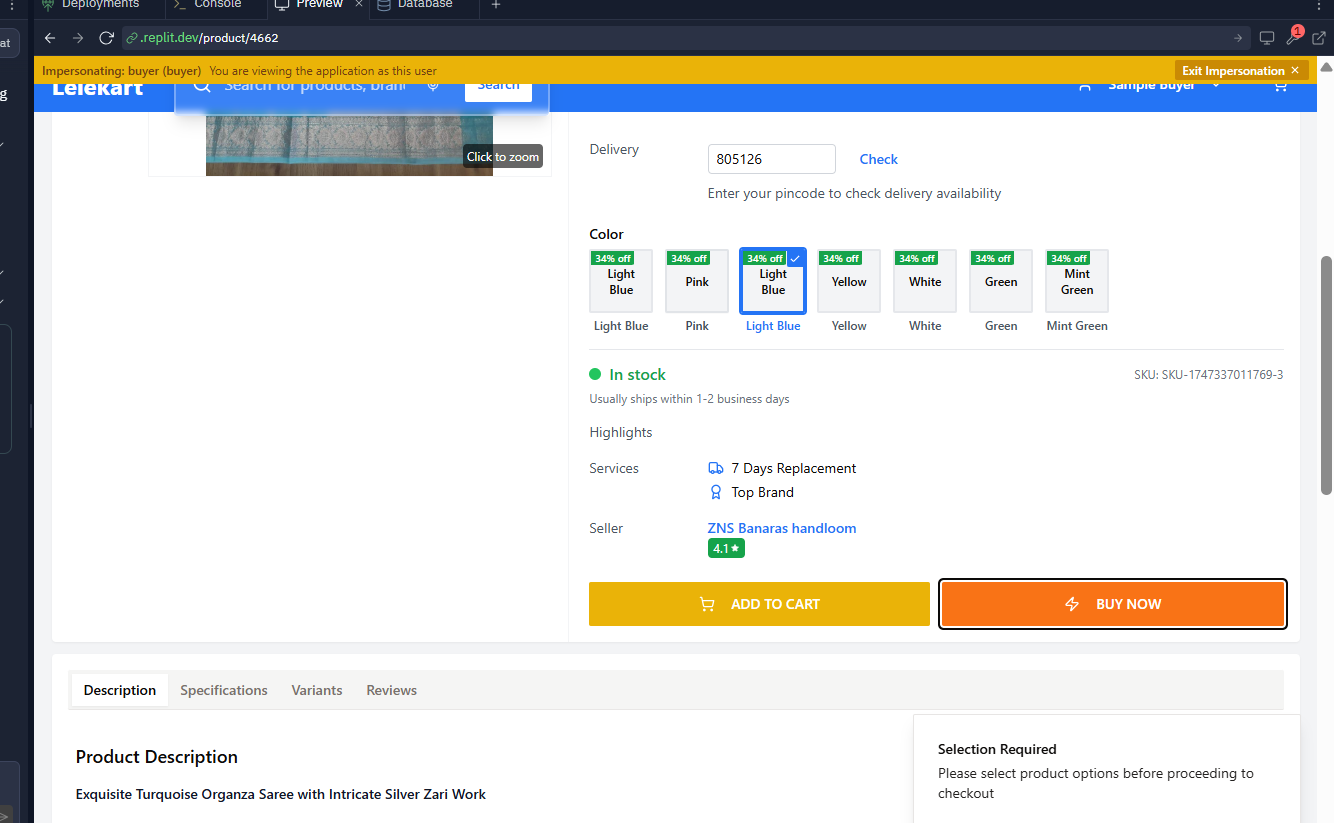 Deployments
Console
Preview
Database
at
.replit.dev/product/4662
1
Impersonating: buyer (buyer) You are viewing the application as this user
Exit Impersonation
g
Lelekart
Search for products, bran
Search
Sample Buyer
Click to zoom
Delivery
805126
Check
Enter your pincode to check delivery availability
Color
34% off 34% off 34% off 34% off 34% off 34% off 34% off
Light Blue Pink Light Blue Yellow White Green Mint Green
Light Blue Pink Light Blue Yellow White Green Mint Green
In stock
SKU: SKU-1747337011769-3
Usually ships within 1-2 business days
Highlights
Services
7 Days Replacement
Top Brand
Seller
ZNS Banaras handloom
4.1
ADD TO CART
BUY NOW
Description Specifications Variants Reviews
Product Description
Exquisite Turquoise Organza Saree with Intricate Silver Zari Work
Selection Required
Please select product options before proceeding to
checkout